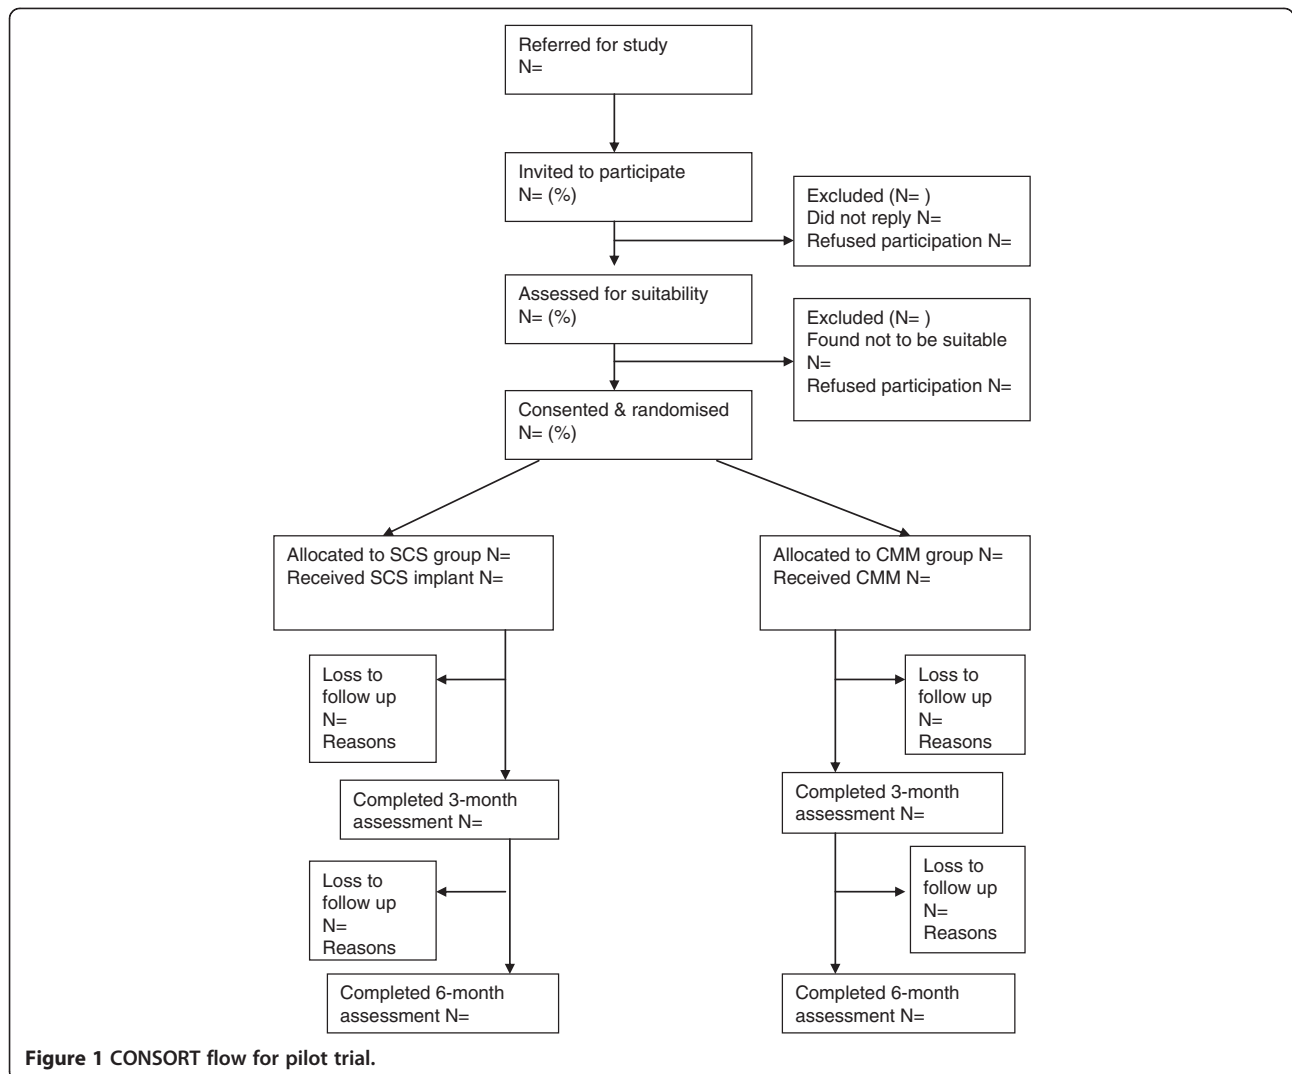 Referred for study
N=
Invited to participate
N= (%)
Excluded (N= )
Did not reply N=
Refused participation N=
Assessed for suitability
N= (%)
Excluded (N= )
Found not to be suitable
N=
Refused participation N=
Consented & randomised
N= (%)
Allocated to SCS group N=
Received SCS implant N=
Allocated to CMM group N=
Received CMM N=
Loss to
follow up
N=
Reasons
Loss to
follow up
N=
Reasons
Completed 3-month
assessment N=
Completed 3-month
assessment N=
Loss to
follow up
N=
Reasons
Loss to
follow up
N=
Reasons
Completed 6-month
assessment N=
Completed 6-month
assessment N=
Figure 1 CONSORT flow for pilot trial.